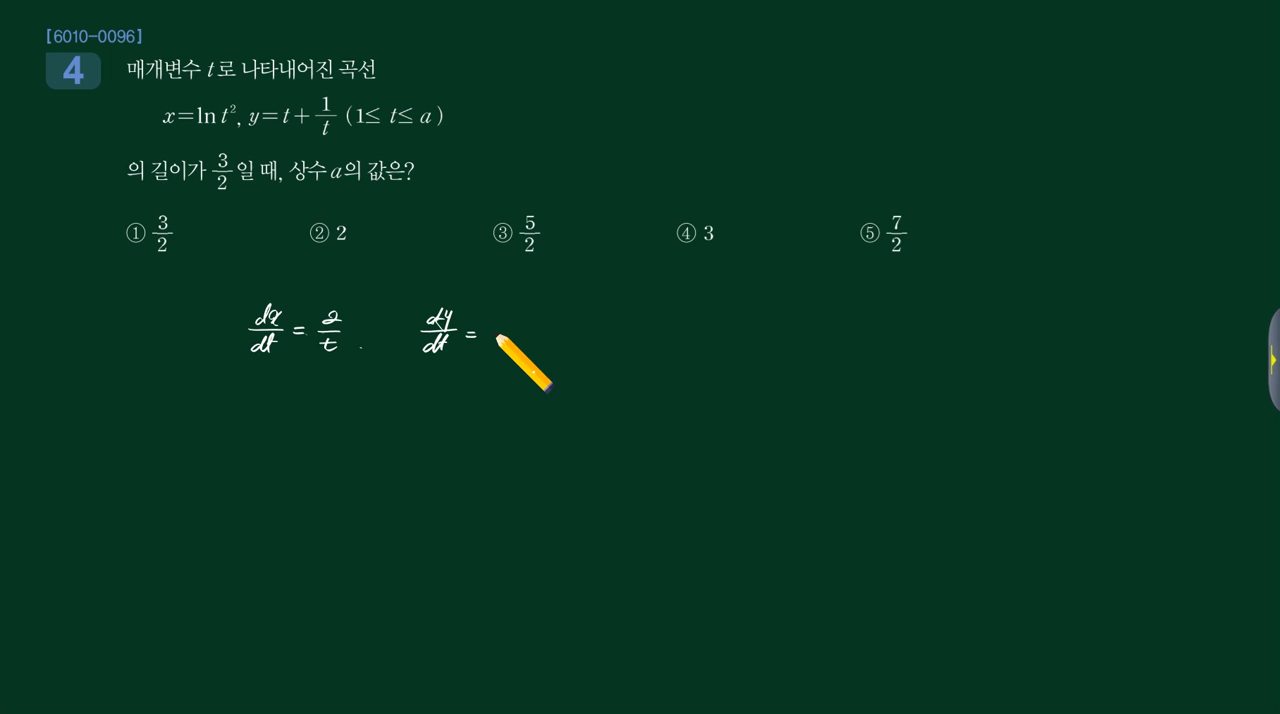 [6010-0096]
4 매개변수 t로 나타내어진 곡선
x=ln t², y=t+1/t (1≤ t≤ a)
의 길이가 3/2일 때, 상수 a의 값은?
① 3/2 ② 2 ③ 5/2 ④ 3 ⑤ 7/2
dx/dt = 2/t . dy/dt =